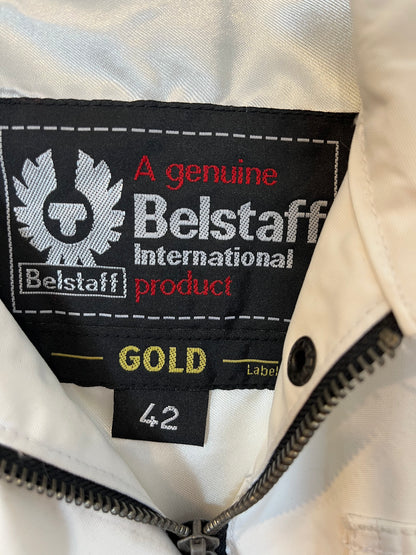 A genuine
Belstaff
International
product
Belstaff
GOLD
Label
42